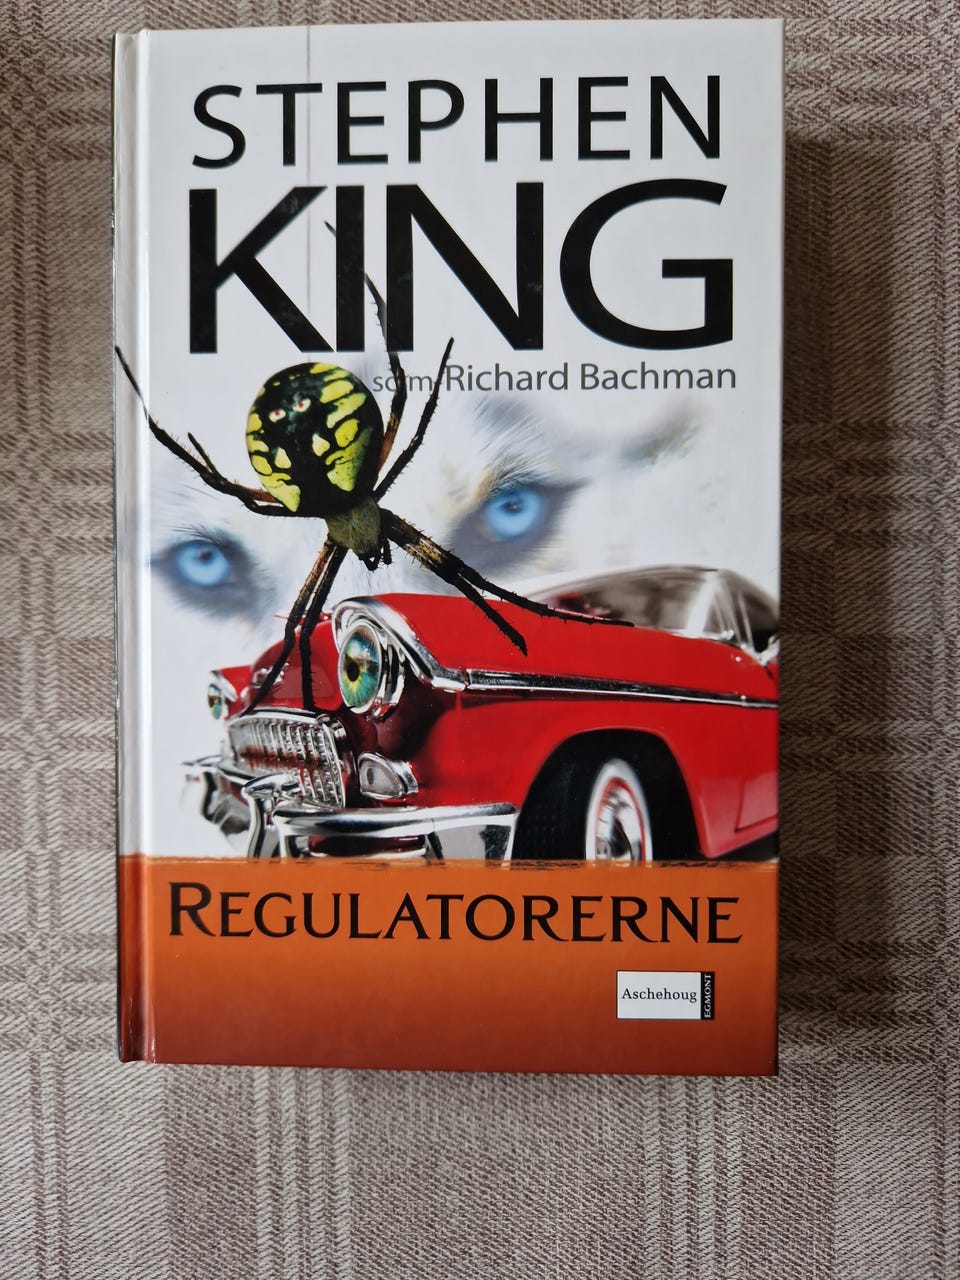 STEPHEN
KING
som Richard Bachman
REGULATORERNE
Aschehoug
EGMONT